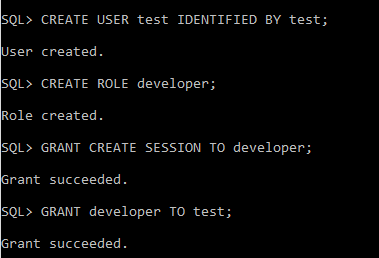 SQL> CREATE USER test IDENTIFIED BY test;
User created.
SQL> CREATE ROLE developer;
Role created.
SQL> GRANT CREATE SESSION TO developer;
Grant succeeded.
SQL> GRANT developer TO test;
Grant succeeded.